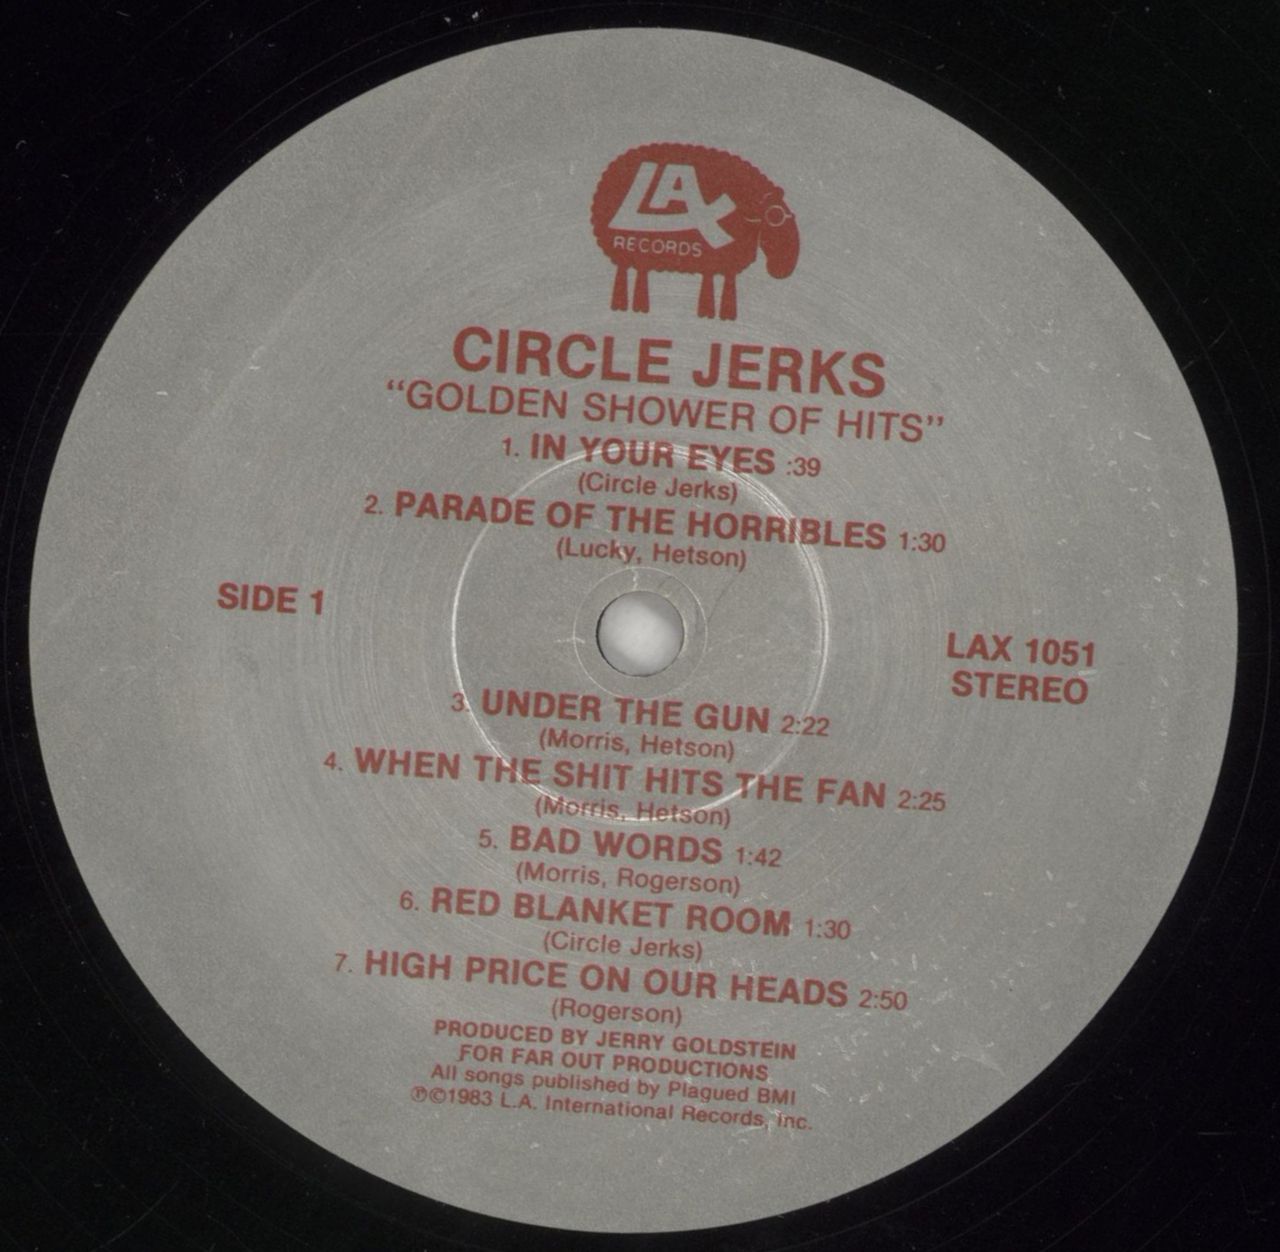 LAX
RECORDS
CIRCLE JERKS
“GOLDEN SHOWER OF HITS”
1. IN YOUR EYES :39
(Circle Jerks)
2. PARADE OF THE HORRIBLES 1:30
(Lucky, Hetson)
SIDE 1
LAX 1051
STEREO
3. UNDER THE GUN 2:22
(Morris, Hetson)
4. WHEN THE SHIT HITS THE FAN 2:25
(Morris, Hetson)
5. BAD WORDS 1:42
(Morris, Rogerson)
6. RED BLANKET ROOM 1:30
(Circle Jerks)
7. HIGH PRICE ON OUR HEADS 2:50
(Rogerson)
PRODUCED BY JERRY GOLDSTEIN
FOR FAR OUT PRODUCTIONS
All songs published by Plagued BMI
℗©1983 L.A. International Records, Inc.